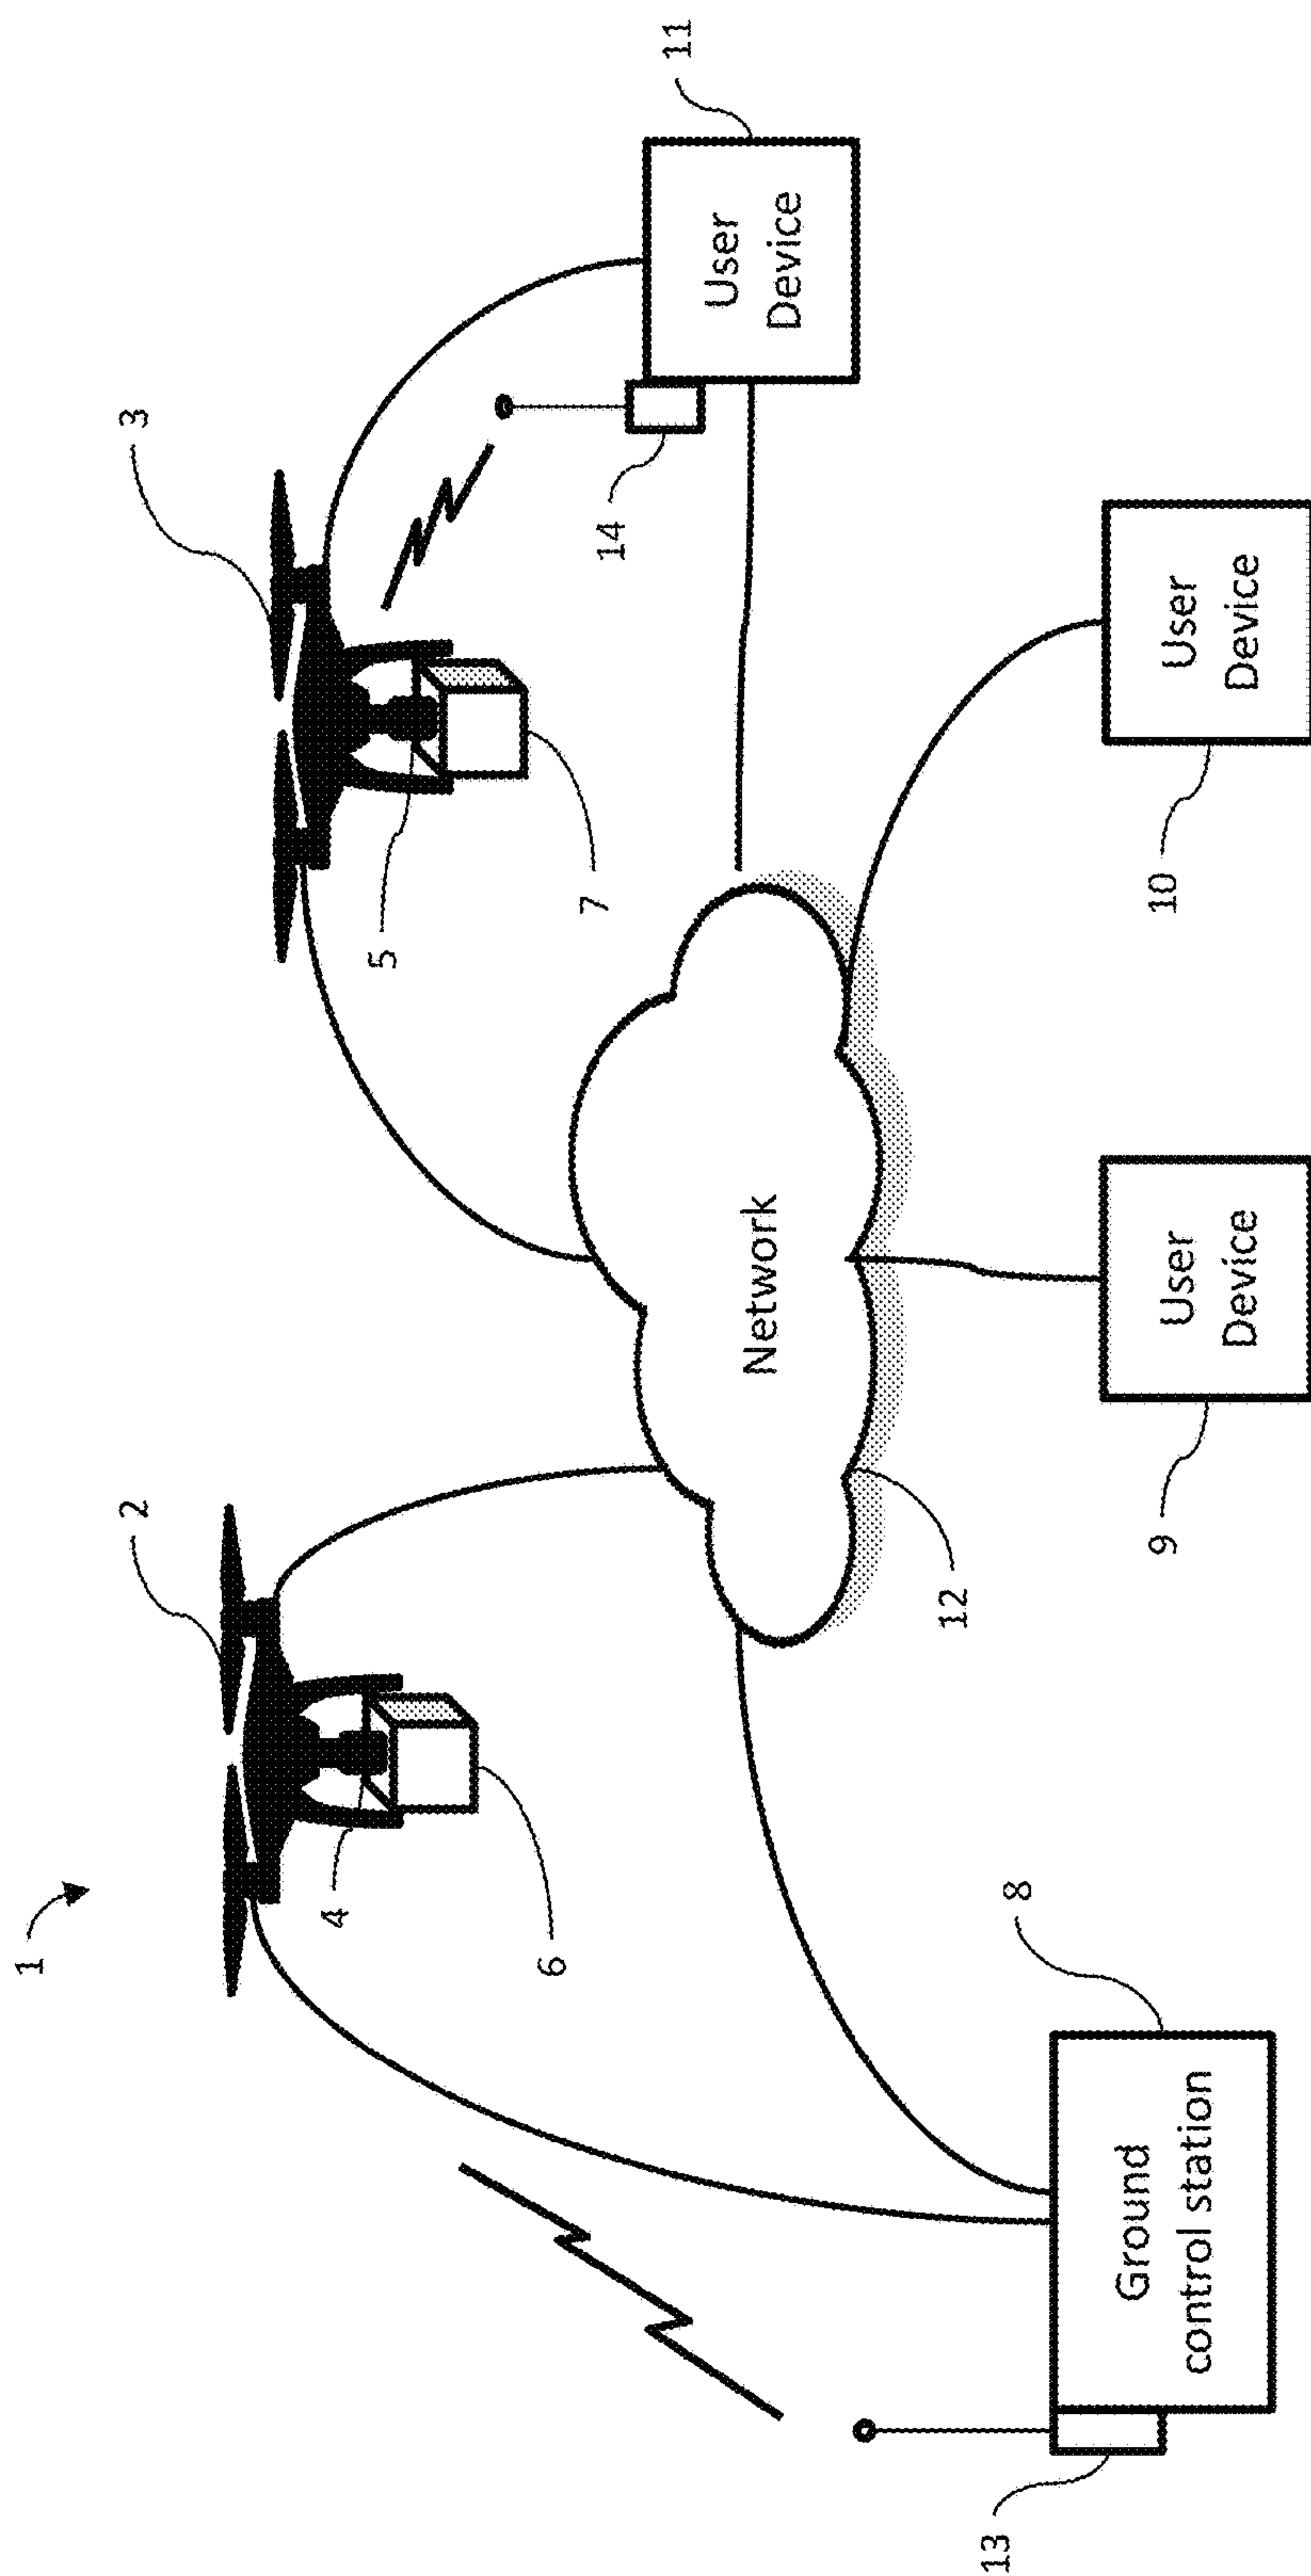 1
2
3
4
6
5
7
11
14
User
Device
Network
12
8
13
Ground
control station
9
User
Device
10
User
Device